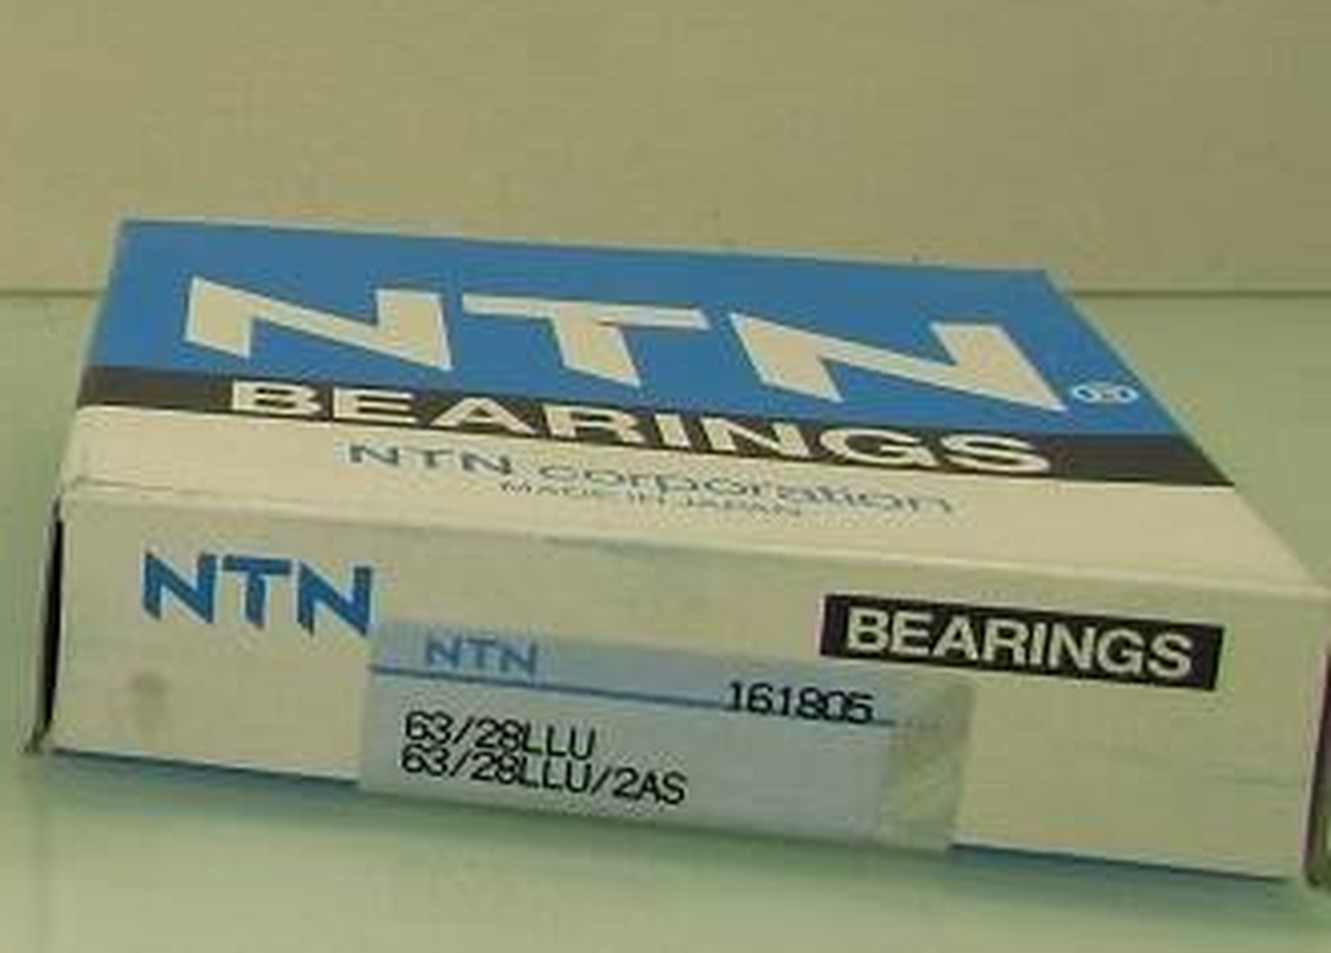 NTN®
BEARINGS
NTN corporation
MADE IN JAPAN
NTN
BEARINGS
NTN
161805
63/28LLU
63/28LLU/2AS